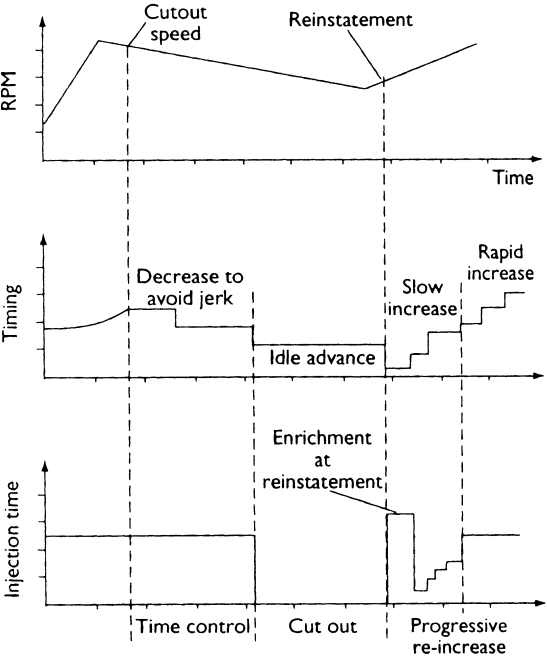 Cutout
speed
Reinstatement
RPM
Time
Decrease to
avoid jerk
Slow
increase
Rapid
increase
Timing
Idle advance
Enrichment
at
reinstatement
Injection time
Time control
Cut out
Progressive
re-increase